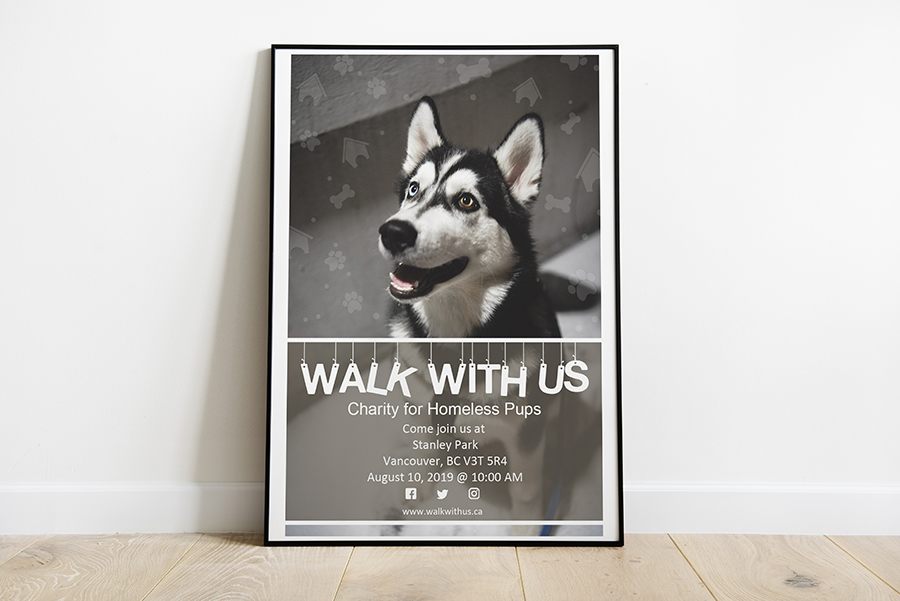 WALK WITH US
Charity for Homeless Pups
Come join us at
Stanley Park
Vancouver, BC V3T 5R4
August 10, 2019 @ 10:00 AM
www.walkwithus.ca